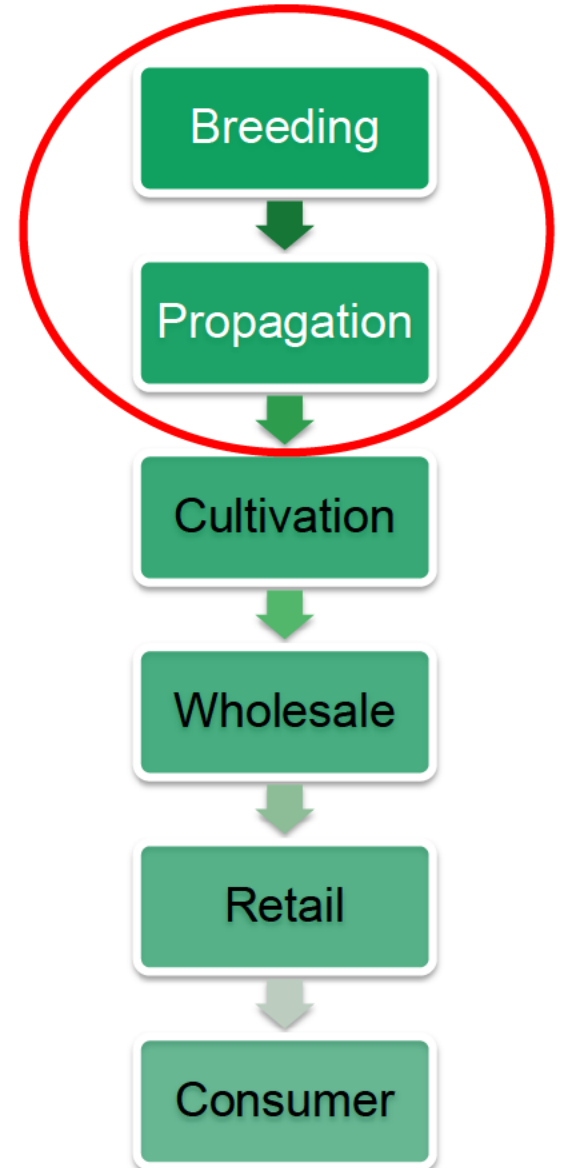 Breeding
Propagation
Cultivation
Wholesale
Retail
Consumer